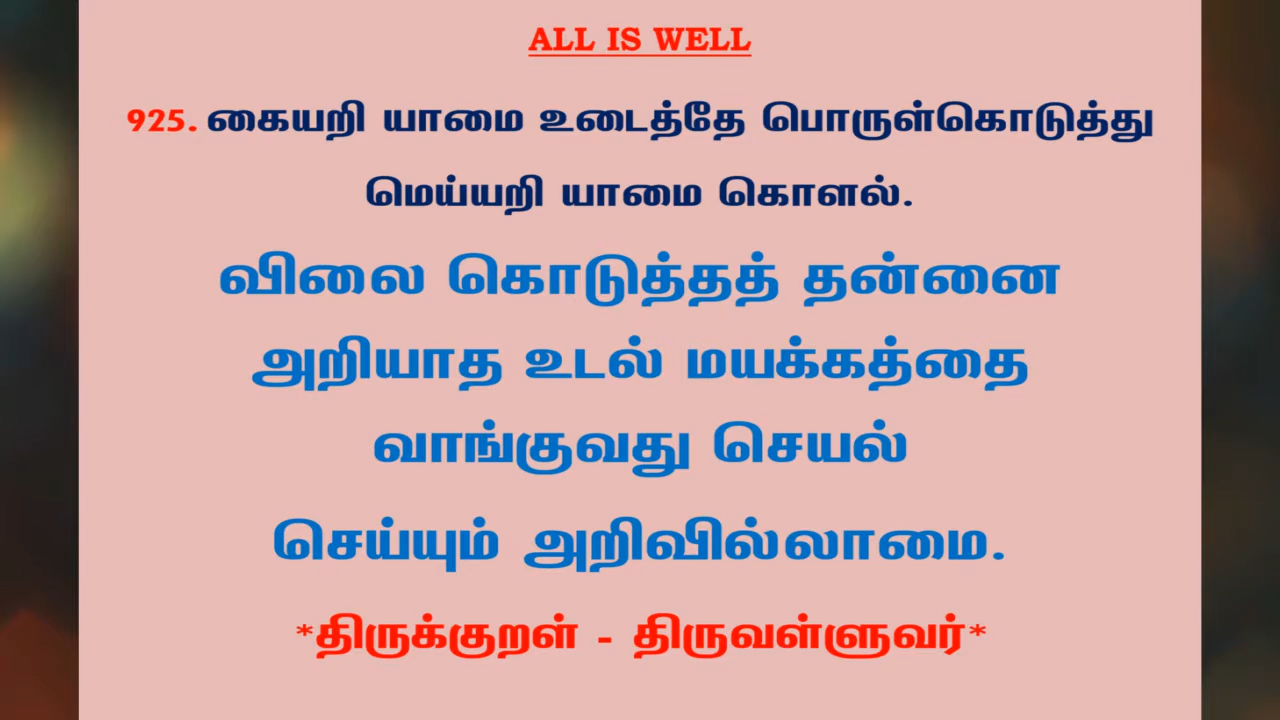 ALL IS WELL
925. கையறி யாமை உடைத்தே பொருள்கொடுத்து
மெய்யறி யாமை கொளல்.
விலை கொடுத்தத் தன்னை
அறியாத உடல் மயக்கத்தை
வாங்குவது செயல்
செய்யும் அறிவில்லாமை.
*திருக்குறள் - திருவள்ளுவர்*